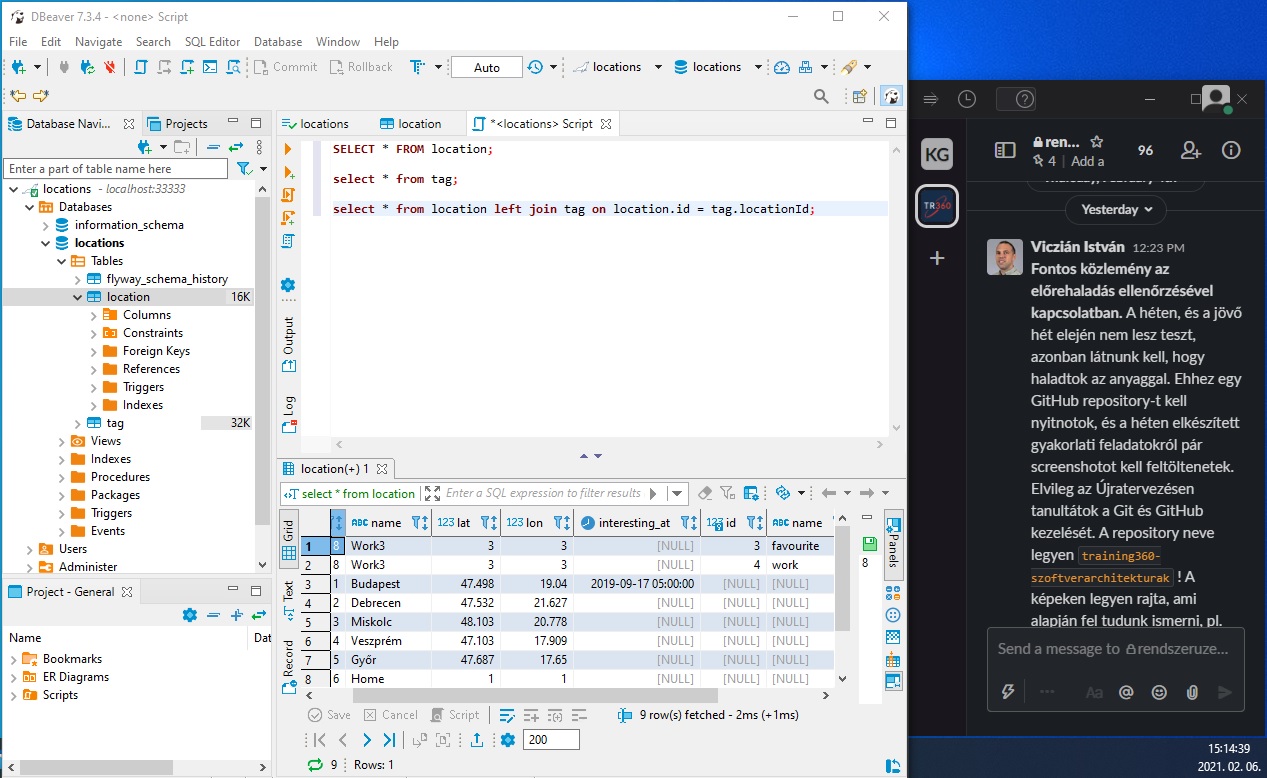 DBeaver 7.3.4 - <none> Script
File Edit Navigate Search SQL Editor Database Window Help
Commit Rollback Auto locations locations
Database Navi... Projects
Enter a part of table name here
locations - localhost:33333
Databases
information_schema
locations
Tables
flyway_schema_history
location 16K
Columns
Constraints
Foreign Keys
References
Triggers
Indexes
tag 32K
Views
Indexes
Procedures
Packages
Triggers
Events
Users
Administer
Project - General
Name Dat
Bookmarks
ER Diagrams
Scripts
locations location *<locations> Script
SELECT * FROM location;
select * from tag;
select * from location left join tag on location.id = tag.locationId;
Output
Log
location(+) 1
select * from location Enter a SQL expression to filter results
Grid
Text
Record
Panels
ABC name 123 lat 123 lon interesting_at 123 id ABC name
1 8 Work3 3 3 [NULL] 3 favourite
2 8 Work3 3 3 [NULL] 4 work
3 1 Budapest 47.498 19.04 2019-09-17 05:00:00 [NULL] [NULL]
4 2 Debrecen 47.532 21.627 [NULL] [NULL] [NULL]
5 3 Miskolc 48.103 20.778 [NULL] [NULL] [NULL]
6 4 Veszprém 47.103 17.909 [NULL] [NULL] [NULL]
7 5 Győr 47.687 17.65 [NULL] [NULL] [NULL]
8 6 Home 1 1 [NULL] [NULL] [NULL]
8
Save Cancel Script 9 row(s) fetched - 2ms (+1ms)
200
9 Rows: 1
KG
TR360
ren...
4 Add a
96
Yesterday
Viczián István 12:23 PM
Fontos közlemény az
előrehaladás ellenőrzésével
kapcsolatban. A héten, és a jövő
hét elején nem lesz teszt,
azonban látnunk kell, hogy
haladtok az anyaggal. Ehhez egy
GitHub repository-t kell
nyitnotok, és a héten elkészített
gyakorlati feladatokról pár
screenshotot kell feltöltenetek.
Elvileg az Újratervezésen
tanultátok a Git és GitHub
kezelését. A repository neve
legyen training360-
szoftverarchitekturak ! A
képeken legyen rajta, ami
alapján fel tudunk ismerni, pl.
Send a message to rendszeruze...
Aa @
15:14:39
2021. 02. 06.